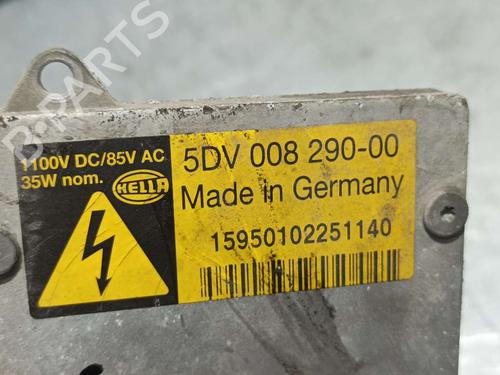 1100V DC/85V AC
35W nom.
HELLA
5DV 008 290-00
Made in Germany
15950102251140
B-PARTS